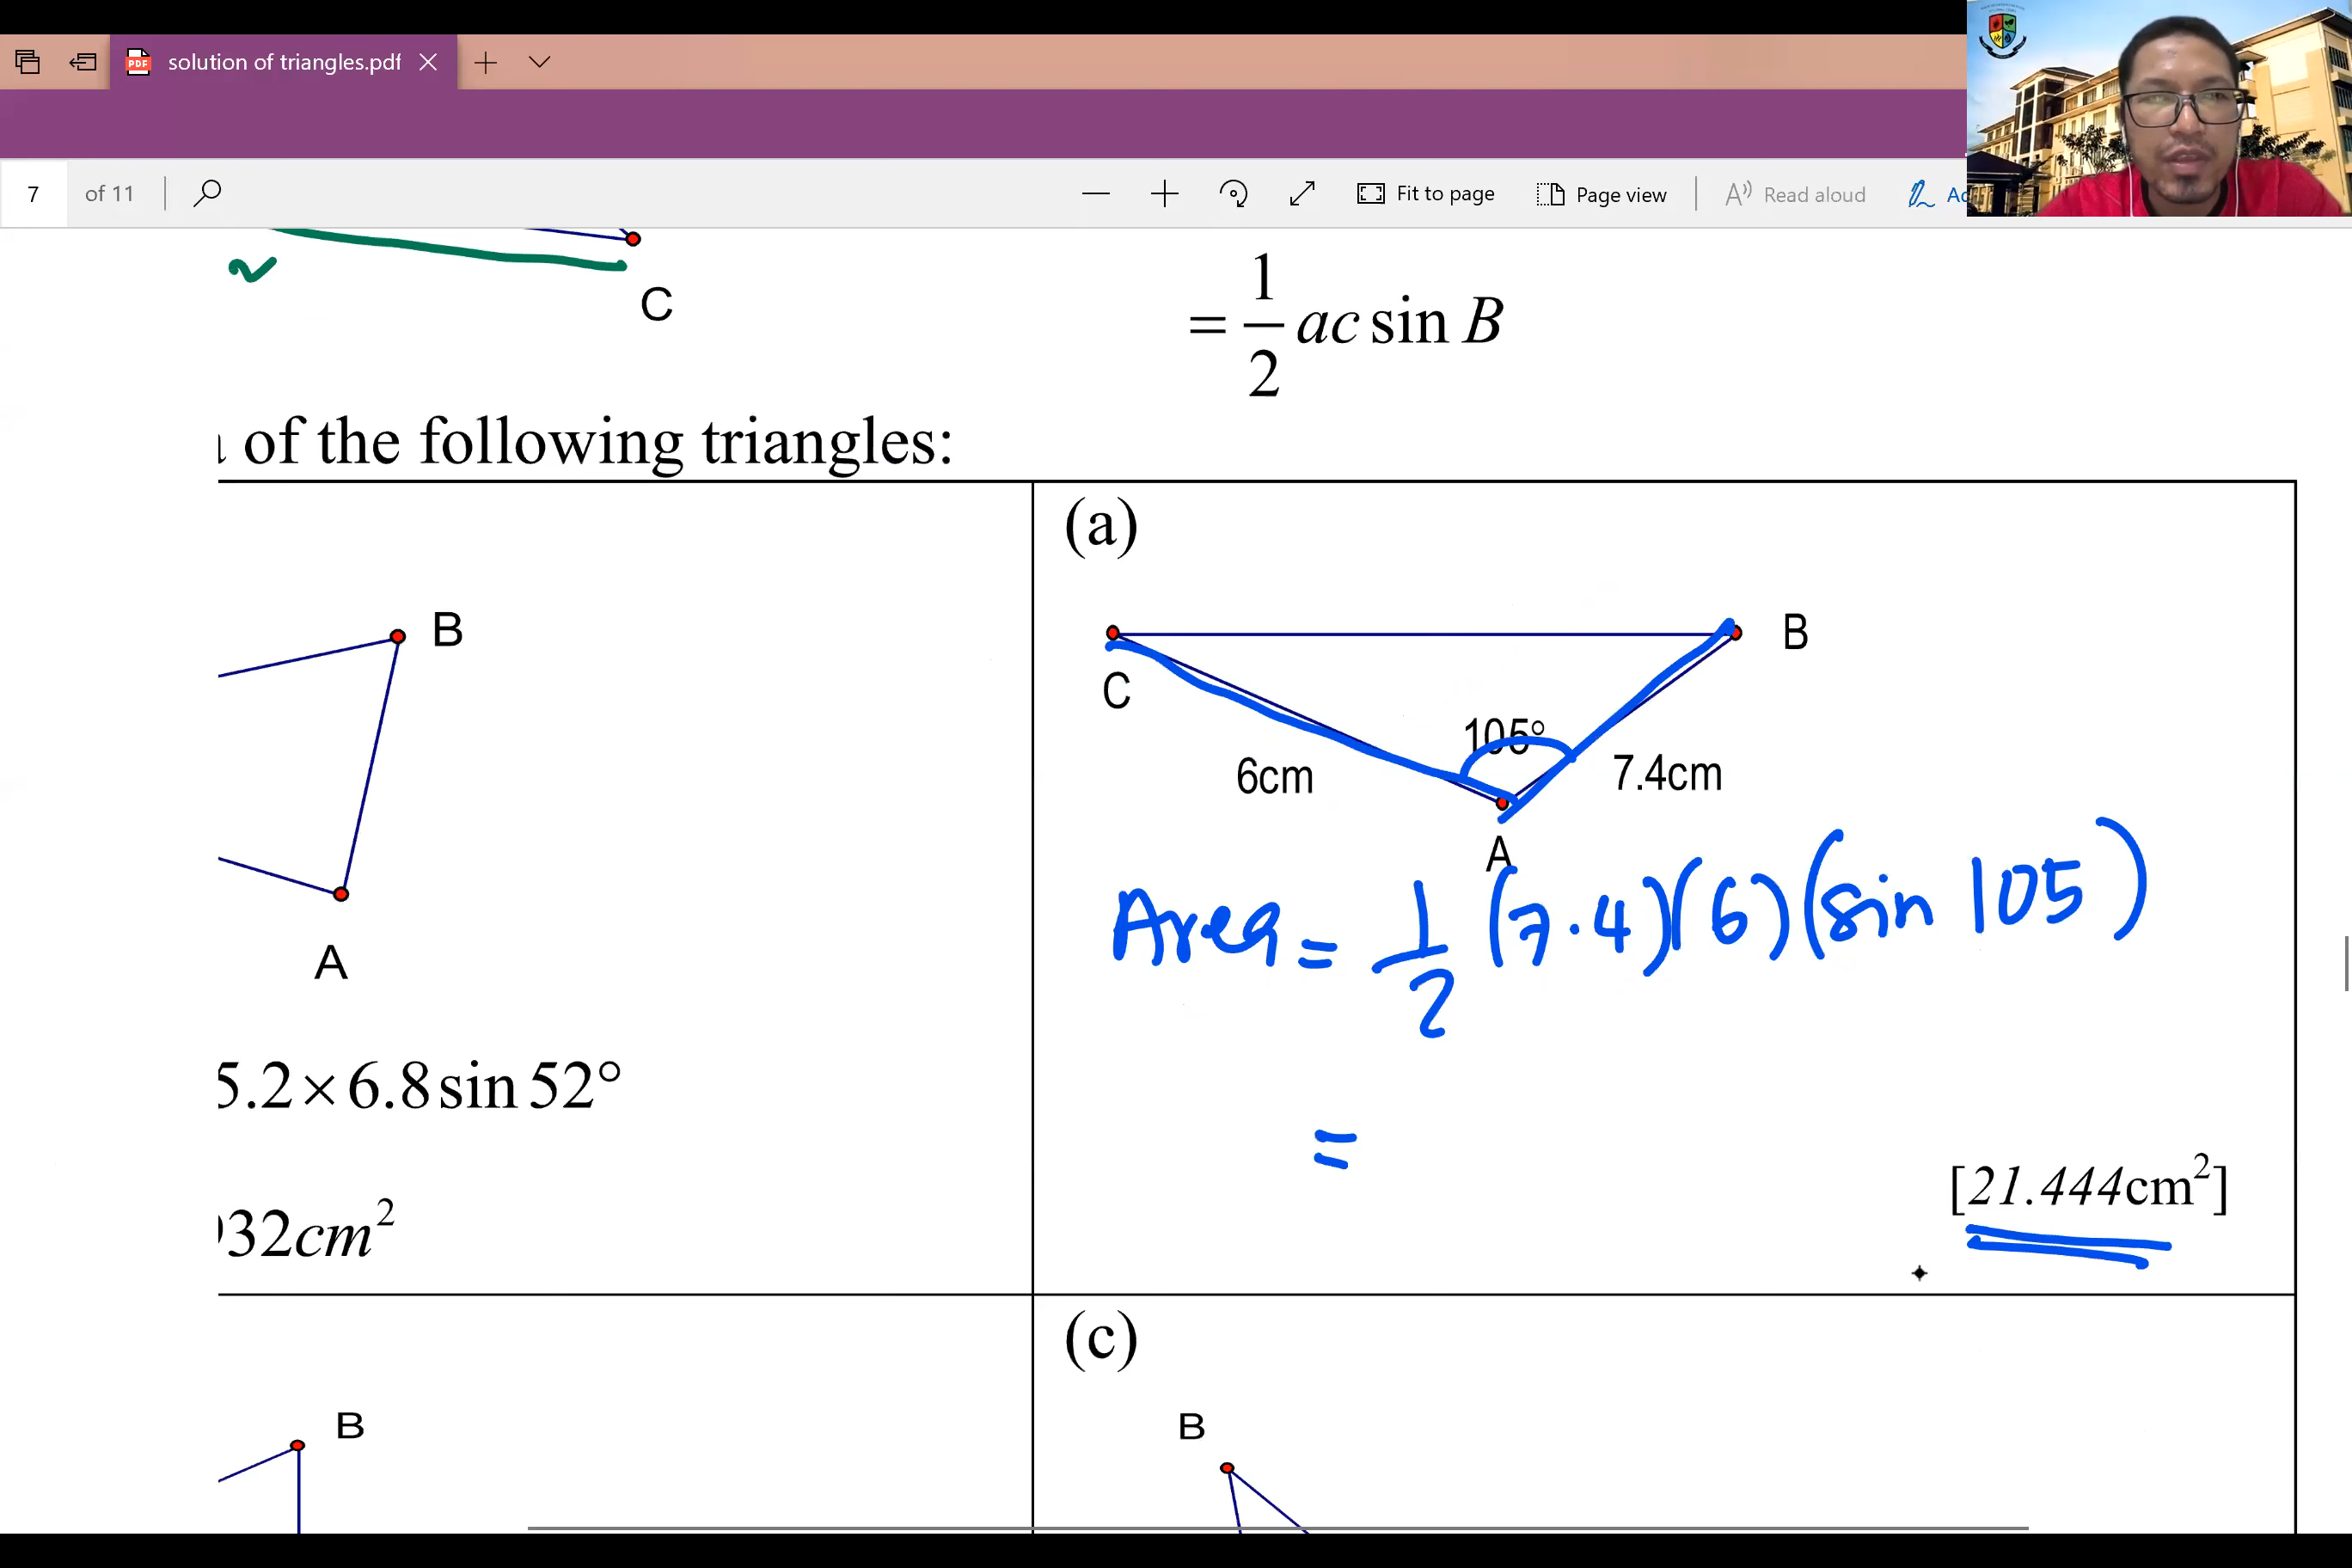 solution of triangles.pdf
7 of 11 Fit to page Page view Read aloud
C
= 1/2 ac sin B
of the following triangles:
(a)
B
C
B
105°
6cm
7.4cm
A
Area = 1/2 (7.4)(6)(sin 105)
A
5.2×6.8 sin 52°
=
[21.444cm²]
32cm²
(c)
B
B